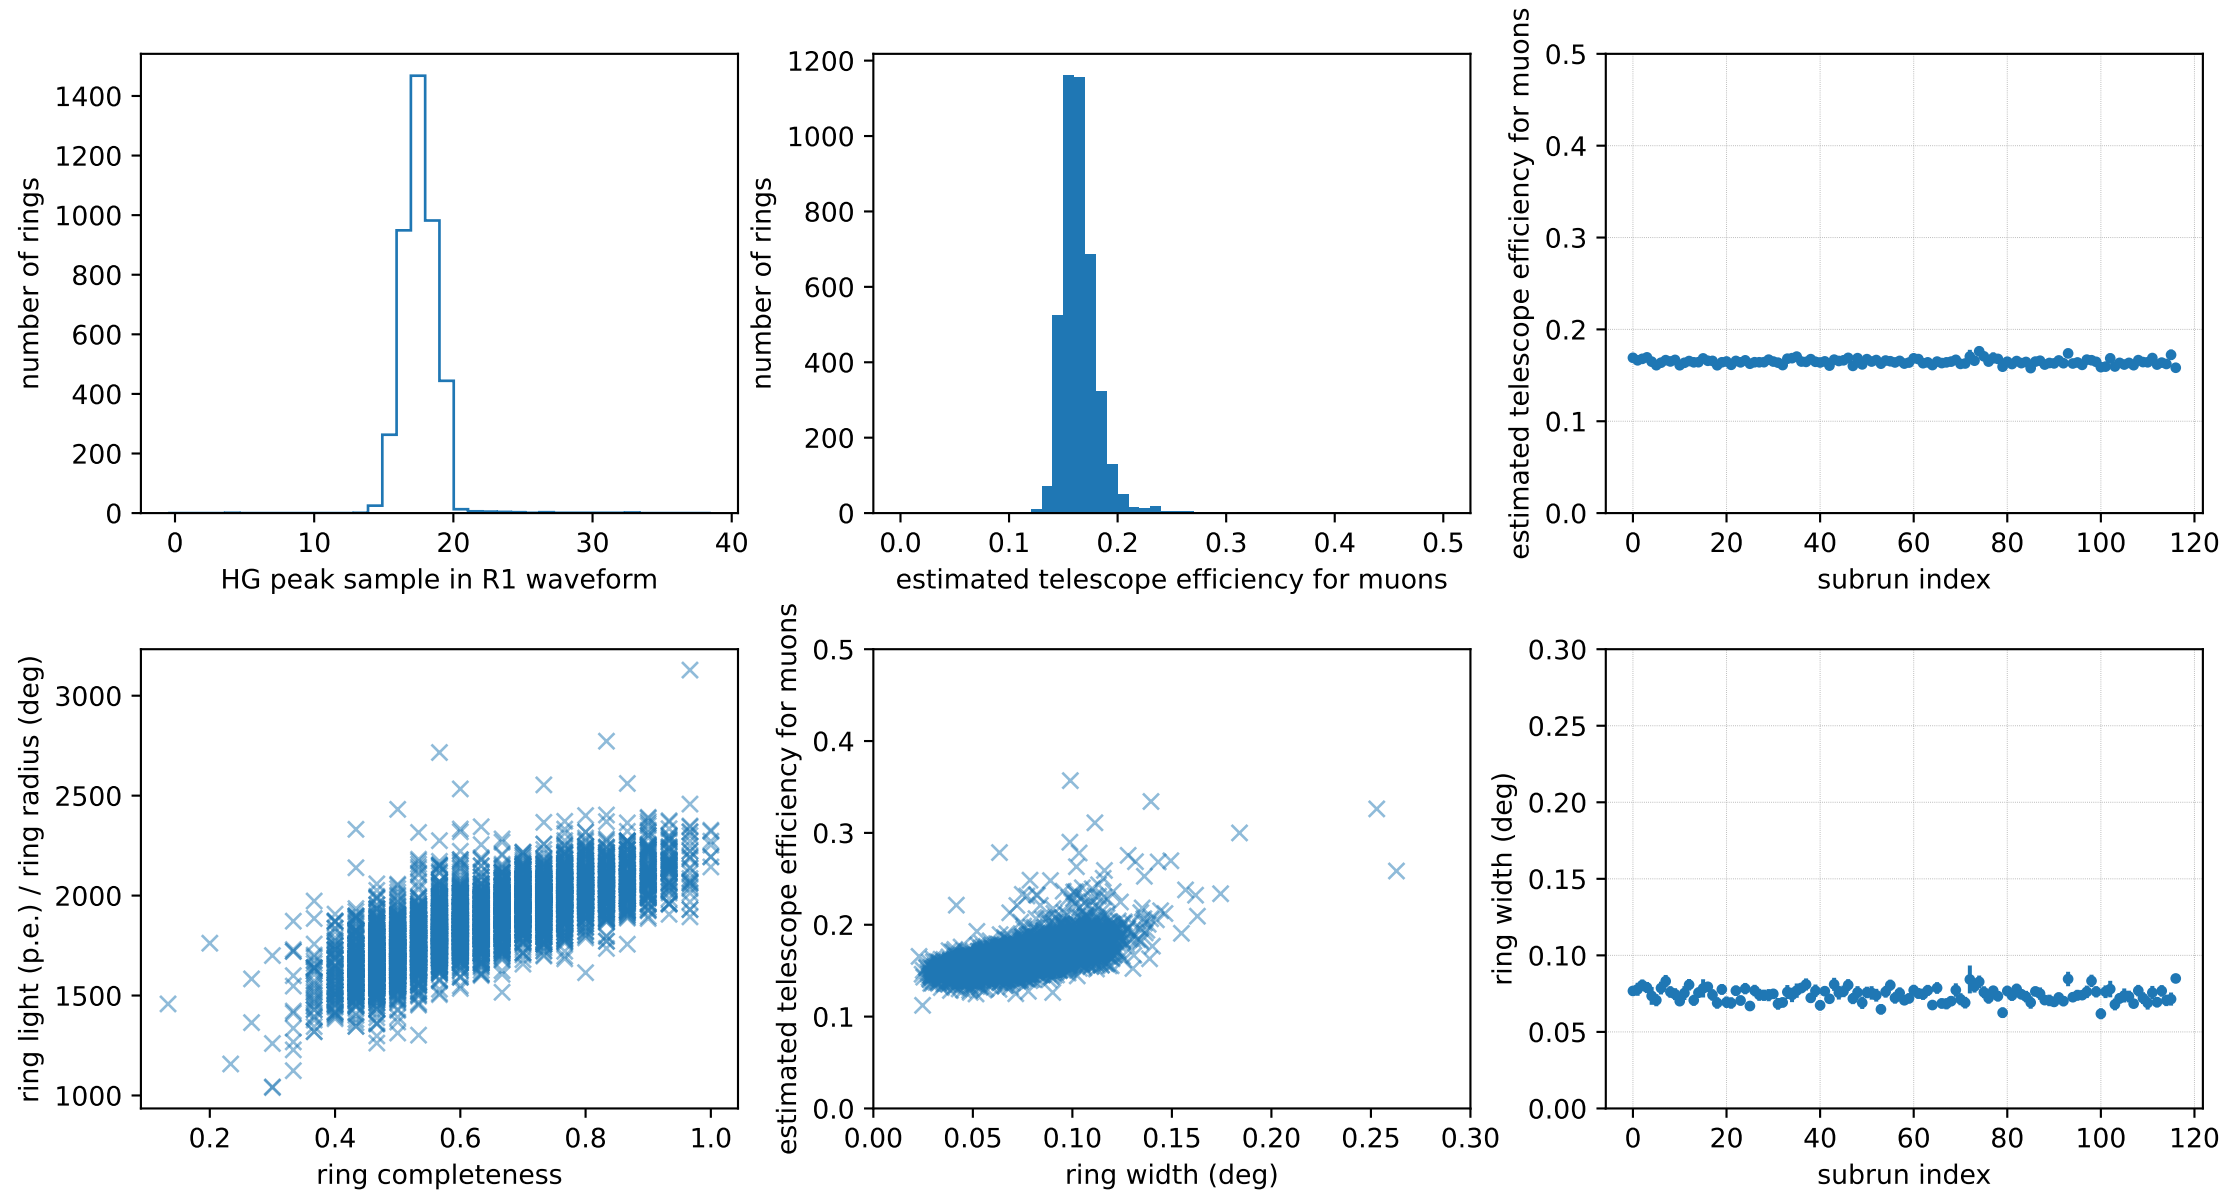 number of rings
1400
1200
1000
800
600
400
200
0
0 10 20 30 40
HG peak sample in R1 waveform
number of rings
1200
1000
800
600
400
200
0
0.0 0.1 0.2 0.3 0.4 0.5
estimated telescope efficiency for muons
estimated telescope efficiency for muons
0.5
0.4
0.3
0.2
0.1
0.0
0 20 40 60 80 100 120
subrun index
ring light (p.e.) / ring radius (deg)
3000
2500
2000
1500
1000
0.2 0.4 0.6 0.8 1.0
ring completeness
estimated telescope efficiency for muons
0.5
0.4
0.3
0.2
0.1
0.0
0.00 0.05 0.10 0.15 0.20 0.25 0.30
ring width (deg)
ring width (deg)
0.30
0.25
0.20
0.15
0.10
0.05
0.00
0 20 40 60 80 100 120
subrun index